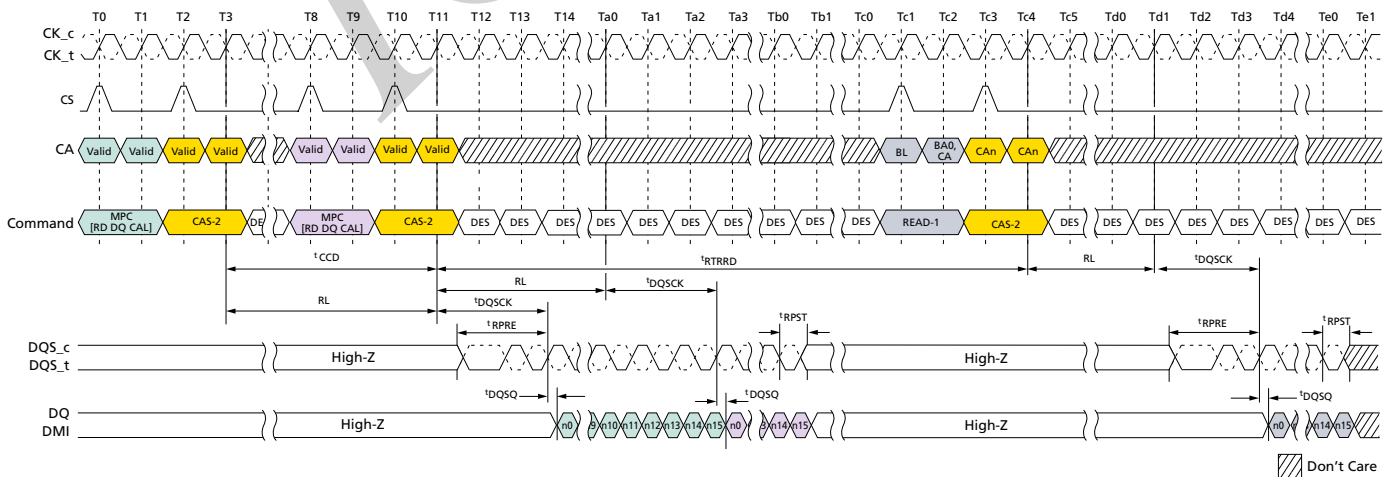 T0 T1 T2 T3 T8 T9 T10 T11 T12 T13 T14 Ta0 Ta1 Ta2 Ta3 Tb0 Tb1 Tc0 Tc1 Tc2 Tc3 Tc4 Tc5 Td0 Td1 Td2 Td3 Td4 Te0 Te1
CK_c
CK_t
CS
CA Valid Valid Valid Valid Valid Valid Valid Valid BL BA0, CA CAn CAn
Command MPC [RD DQ CAL] CAS-2 DE MPC [RD DQ CAL] CAS-2 DES DES DES DES DES DES DES DES DES DES READ-1 CAS-2 DES DES DES DES DES DES DES DES
tCCD tRTRRD RL tDQSCK
RL tDQSCK
RL tDQSCK
tRPRE tRPST tRPRE tRPST
DQS_c
DQS_t
High-Z High-Z
tDQSQ tDQSQ tDQSQ
DQ
DMI
High-Z n0 9 n10 n11 n12 n13 n14 n15 n0 3 n14 n15 High-Z n0 n14 n15
Don't Care